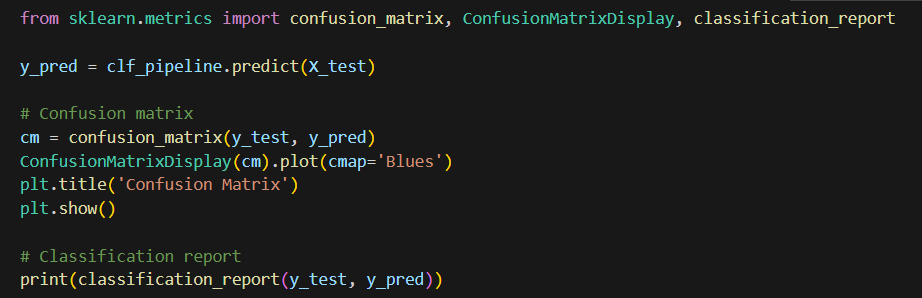 from sklearn.metrics import confusion_matrix, ConfusionMatrixDisplay, classification_report
y_pred = clf_pipeline.predict(X_test)
# Confusion matrix
cm = confusion_matrix(y_test, y_pred)
ConfusionMatrixDisplay(cm).plot(cmap='Blues')
plt.title('Confusion Matrix')
plt.show()
# Classification report
print(classification_report(y_test, y_pred))